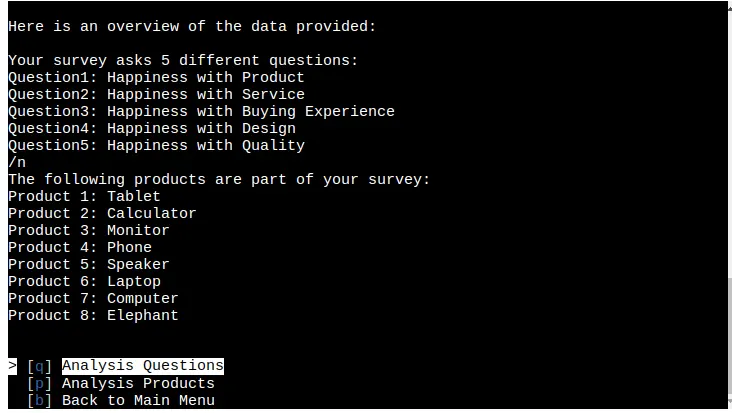 Here is an overview of the data provided:
Your survey asks 5 different questions:
Question1: Happiness with Product
Question2: Happiness with Service
Question3: Happiness with Buying Experience
Question4: Happiness with Design
Question5: Happiness with Quality
/n
The following products are part of your survey:
Product 1: Tablet
Product 2: Calculator
Product 3: Monitor
Product 4: Phone
Product 5: Speaker
Product 6: Laptop
Product 7: Computer
Product 8: Elephant
> [q] Analysis Questions
[p] Analysis Products
[b] Back to Main Menu